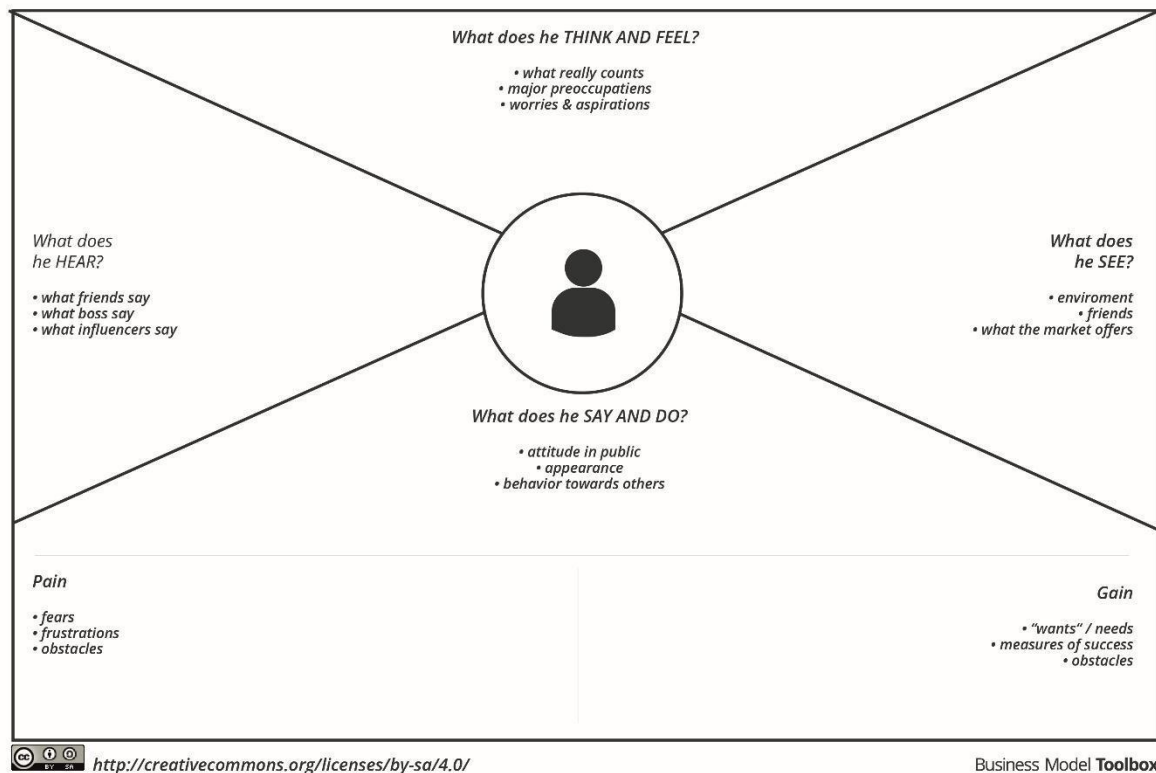 What does he THINK AND FEEL?
• what really counts
• major preoccupatiens
• worries & aspirations
What does
he HEAR?
• what friends say
• what boss say
• what influencers say
What does
he SEE?
• enviroment
• friends
• what the market offers
What does he SAY AND DO?
• attitude in public
• appearance
• behavior towards others
Pain
• fears
• frustrations
• obstacles
Gain
• “wants“ / needs
• measures of success
• obstacles
cc BY SA
http://creativecommons.org/licenses/by-sa/4.0/
Business Model Toolbox